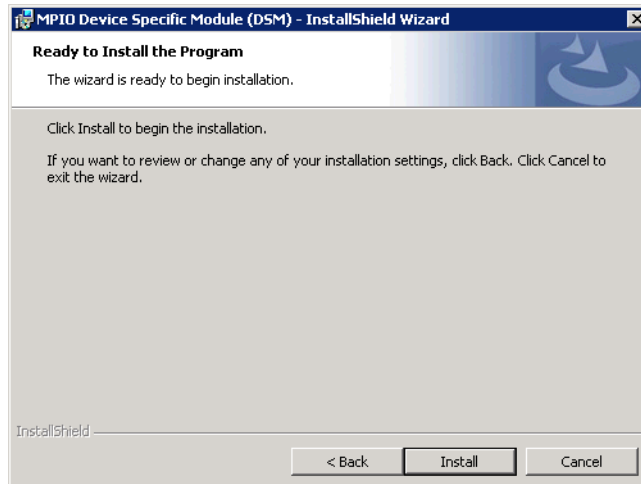 MPIO Device Specific Module (DSM) - InstallShield Wizard
Ready to Install the Program
The wizard is ready to begin installation.
Click Install to begin the installation.
If you want to review or change any of your installation settings, click Back. Click Cancel to
exit the wizard.
InstallShield
< Back Install Cancel